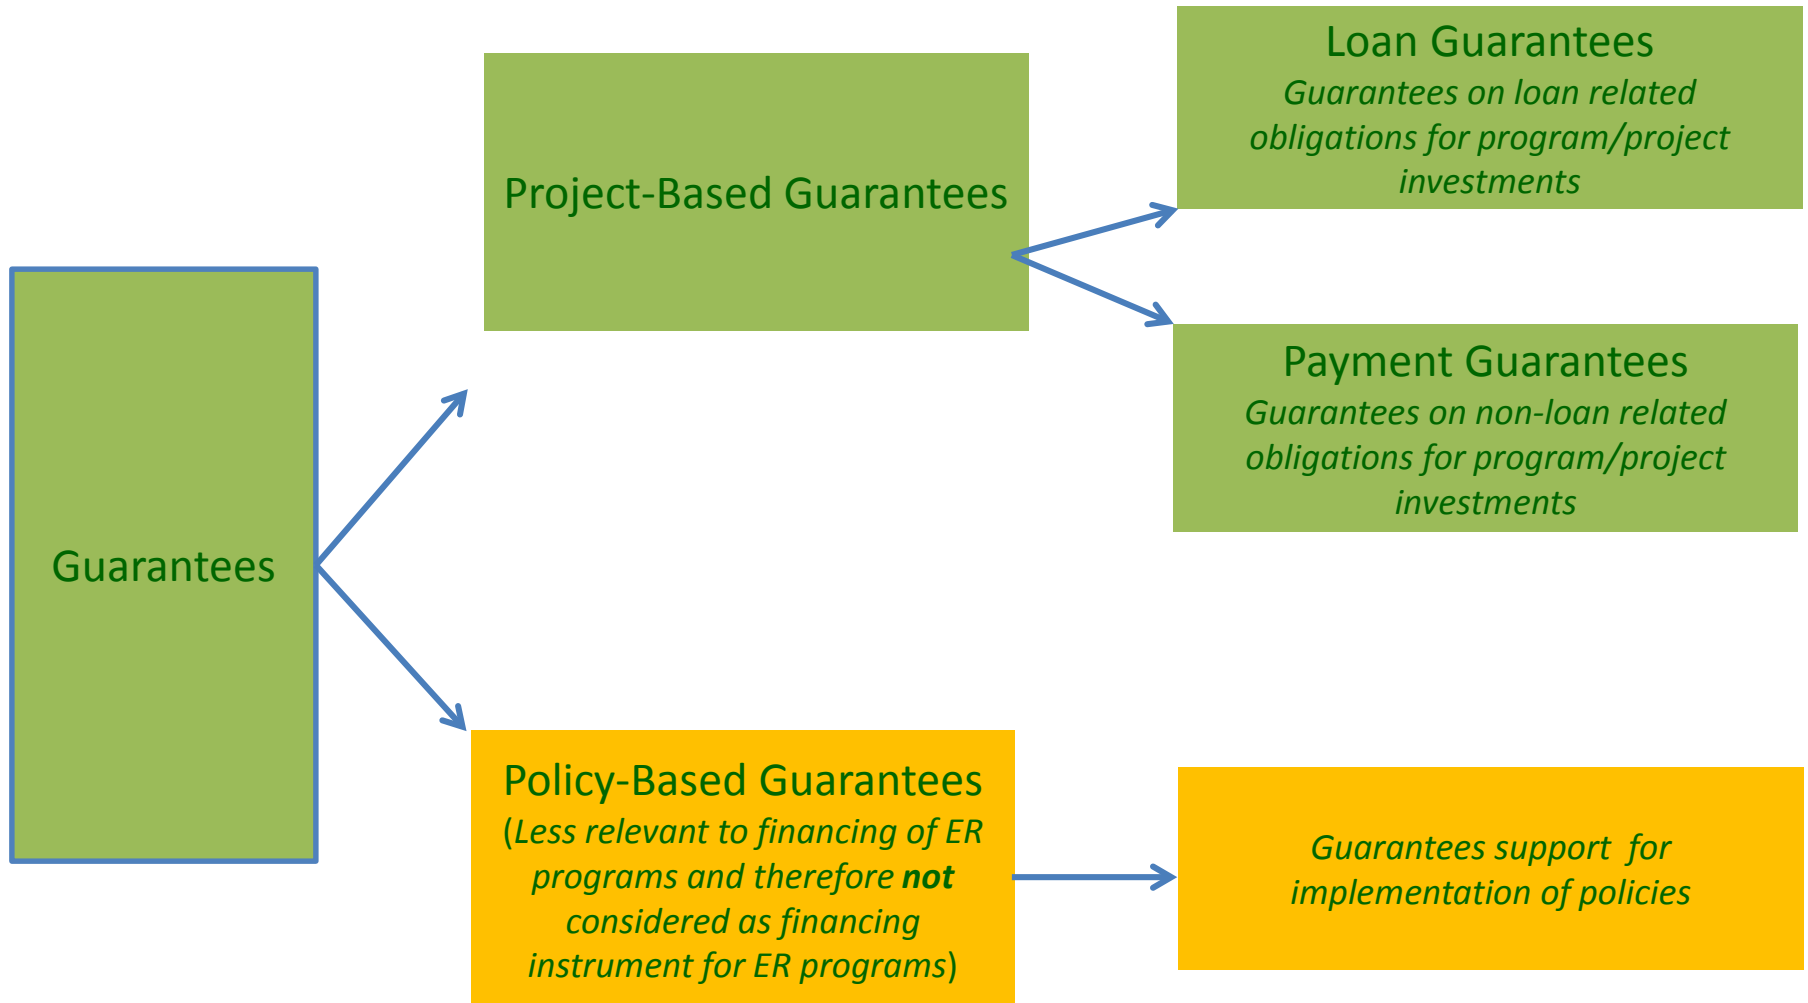 Guarantees
Project-Based Guarantees
Loan Guarantees
Guarantees on loan related
obligations for program/project
investments
Payment Guarantees
Guarantees on non-loan related
obligations for program/project
investments
Policy-Based Guarantees
(Less relevant to financing of ER
programs and therefore not
considered as financing
instrument for ER programs)
Guarantees support for
implementation of policies